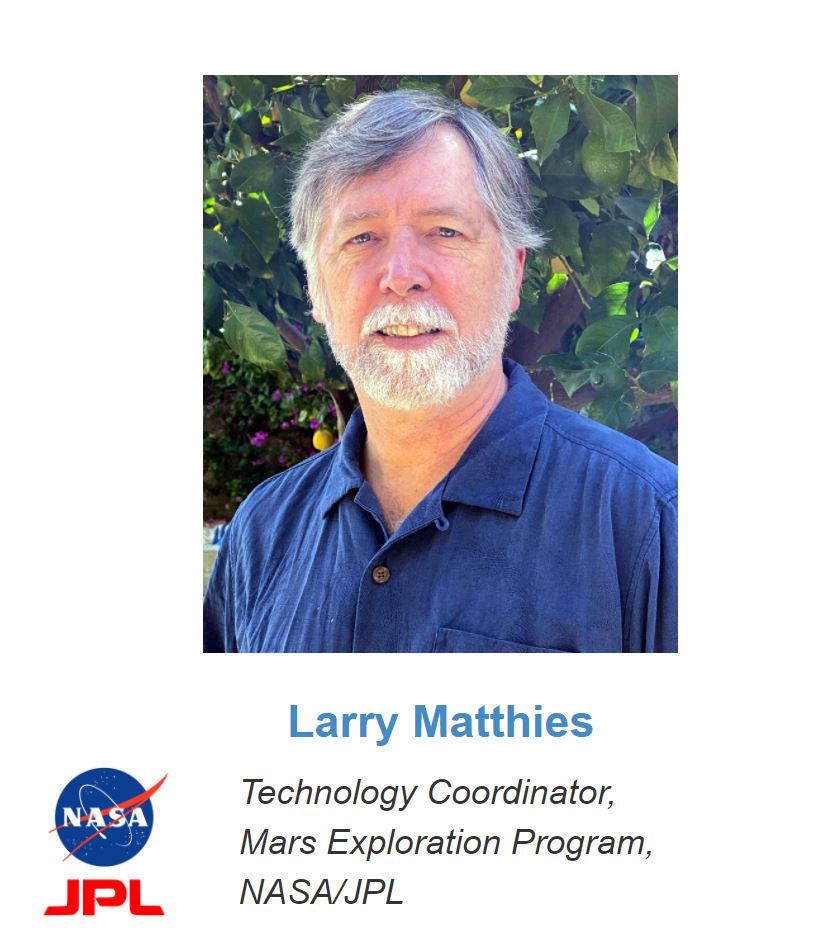 Larry Matthies
NASA
JPL
Technology Coordinator,
Mars Exploration Program,
NASA/JPL